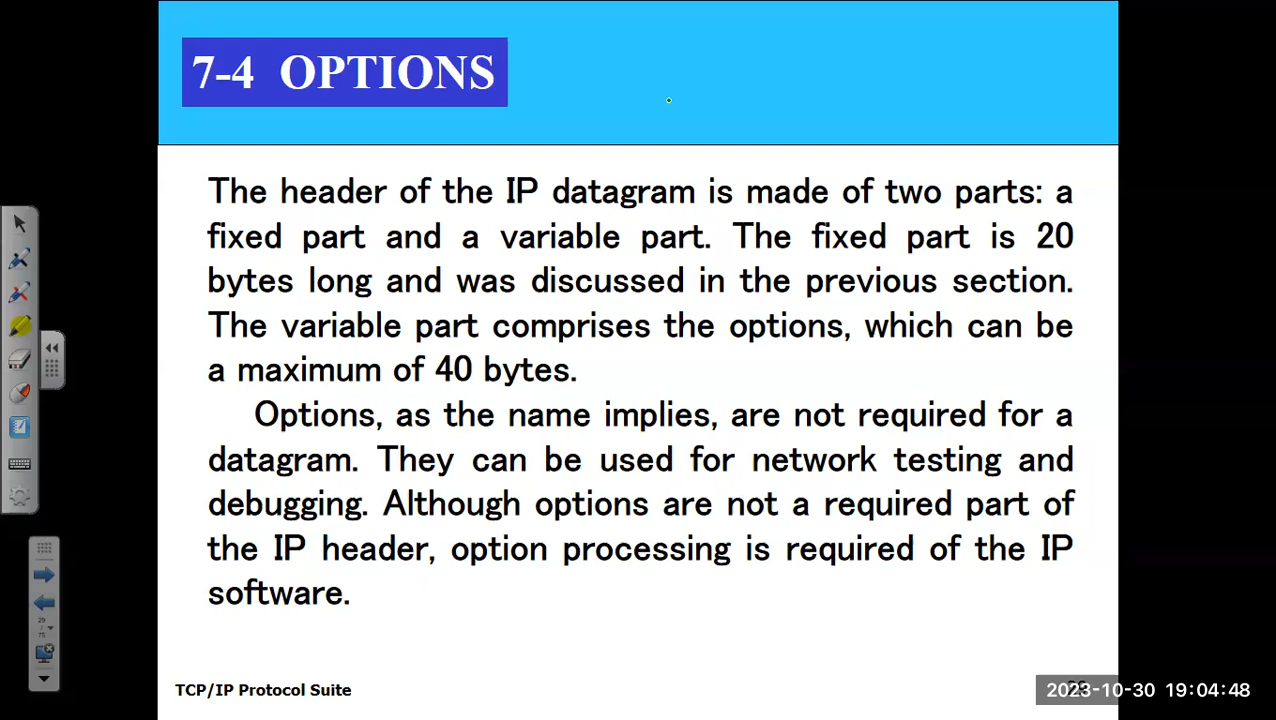 7-4 OPTIONS
The header of the IP datagram is made of two parts: a
fixed part and a variable part. The fixed part is 20
bytes long and was discussed in the previous section.
The variable part comprises the options, which can be
a maximum of 40 bytes.
Options, as the name implies, are not required for a
datagram. They can be used for network testing and
debugging. Although options are not a required part of
the IP header, option processing is required of the IP
software.
TCP/IP Protocol Suite
2023-10-30 19:04:48